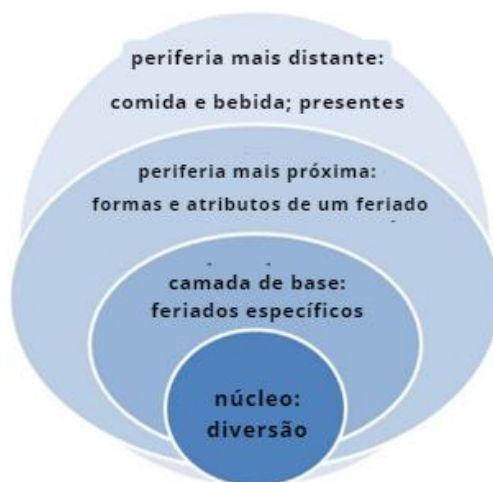 periferia mais distante:
comida e bebida; presentes
periferia mais próxima:
formas e atributos de um feriado
camada de base:
feriados específicos
núcleo:
diversão